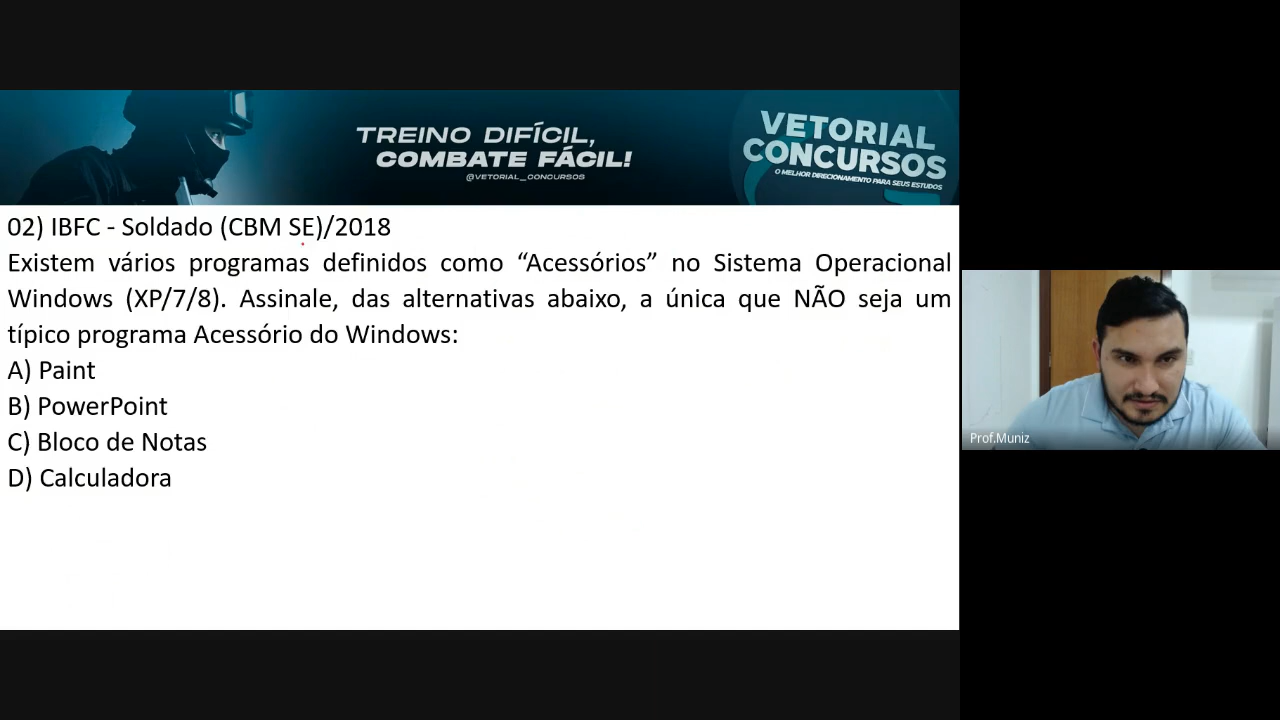 TREINO DIFÍCIL,
COMBATE FÁCIL!
@VETORIAL_CONCURSOS
VETORIAL
CONCURSOS
O MELHOR DIRECIONAMENTO PARA SEUS ESTUDOS
02) IBFC - Soldado (CBM SE)/2018
Existem vários programas definidos como “Acessórios” no Sistema Operacional
Windows (XP/7/8). Assinale, das alternativas abaixo, a única que NÃO seja um
típico programa Acessório do Windows:
A) Paint
B) PowerPoint
C) Bloco de Notas
D) Calculadora
Prof.Muniz